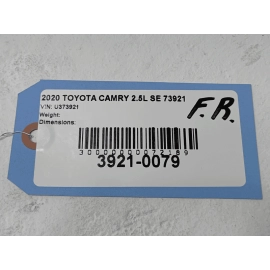 2020 TOYOTA CAMRY 2.5L SE 73921
VIN: U373921
Weight:
Dimensions:
F.R.
3921-0079